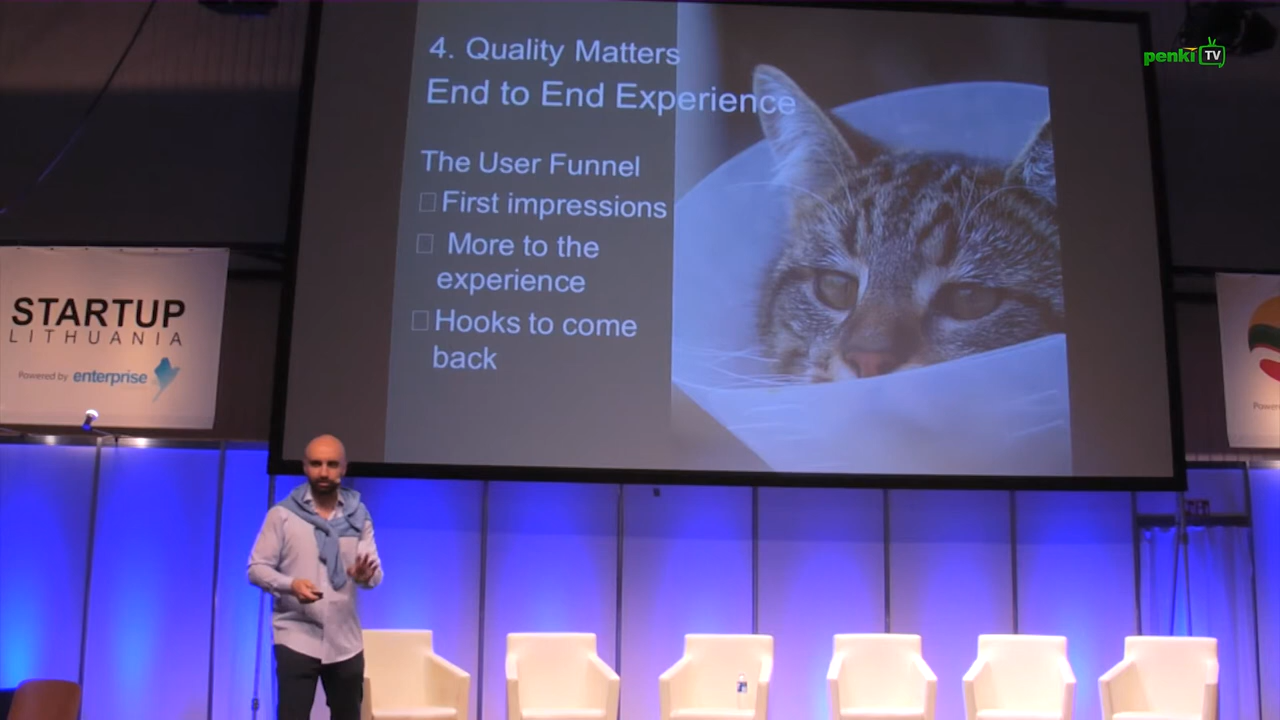 4. Quality Matters
End to End Experience
The User Funnel
First impressions
More to the
experience
Hooks to come
back
penki TV
STARTUP
LITHUANIA
Powered by enterprise
Power